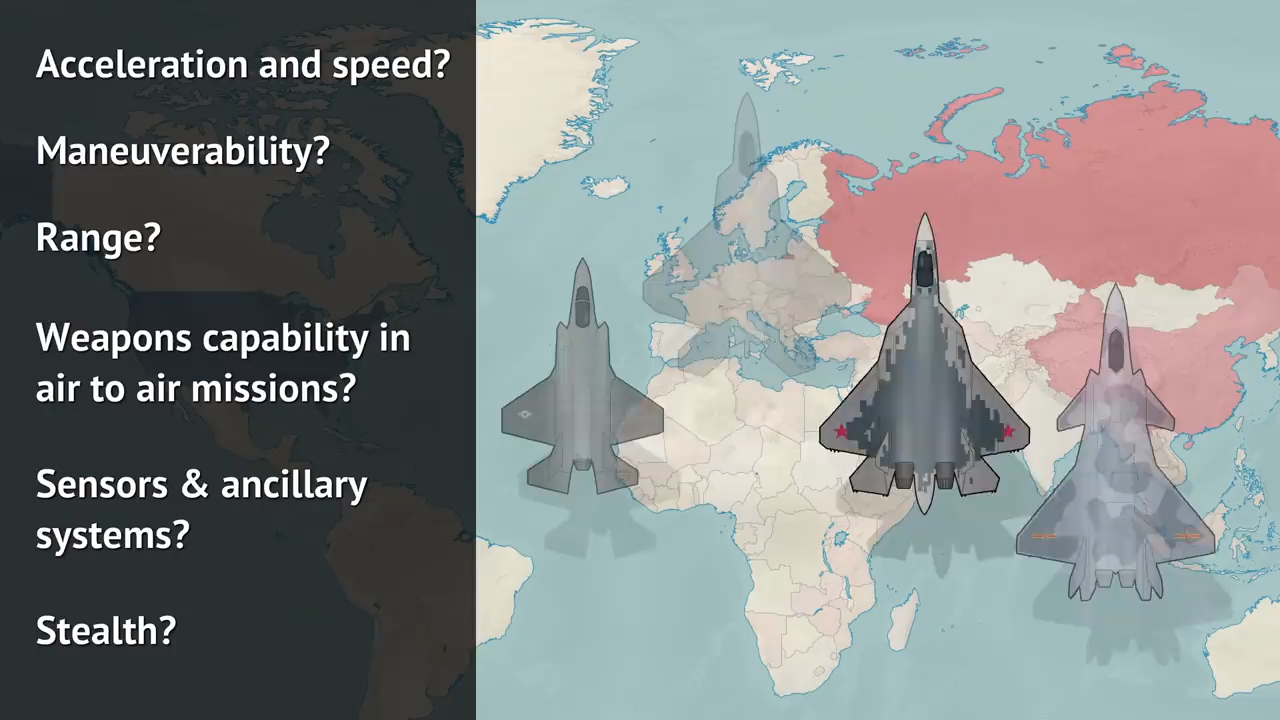 Acceleration and speed?
Maneuverability?
Range?
Weapons capability in
air to air missions?
Sensors & ancillary
systems?
Stealth?